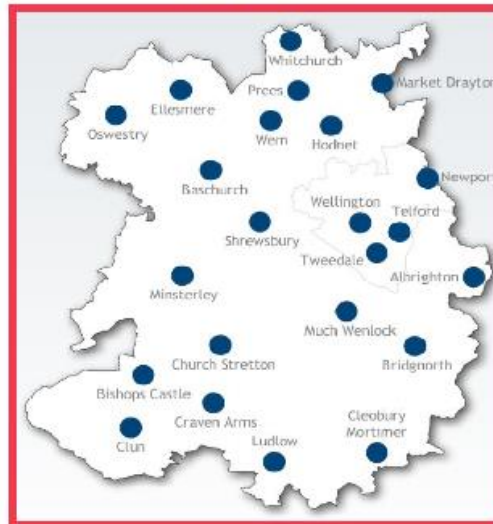 Whitchurch
Market Drayton
Prees
Ellesmere
Oswestry
Wem
Hodnet
Baschurch
Newport
Wellington
Telford
Shrewsbury
Tweedale
Albrighton
Minsterley
Much Wenlock
Church Stretton
Bridgnorth
Bishops Castle
Craven Arms
Cleobury
Mortimer
Clun
Ludlow